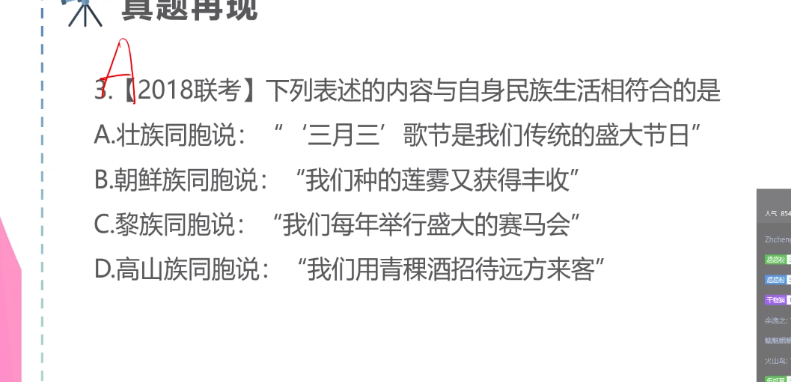 真题再现
A
3.【2018联考】下列表述的内容与自身民族生活相符合的是
A.壮族同胞说：“‘三月三’歌节是我们传统的盛大节日”
B.朝鲜族同胞说：“我们种的莲雾又获得丰收”
C.黎族同胞说：“我们每年举行盛大的赛马会”
D.高山族同胞说：“我们用青稞酒招待远方来客”
人气 854
Zhcheng